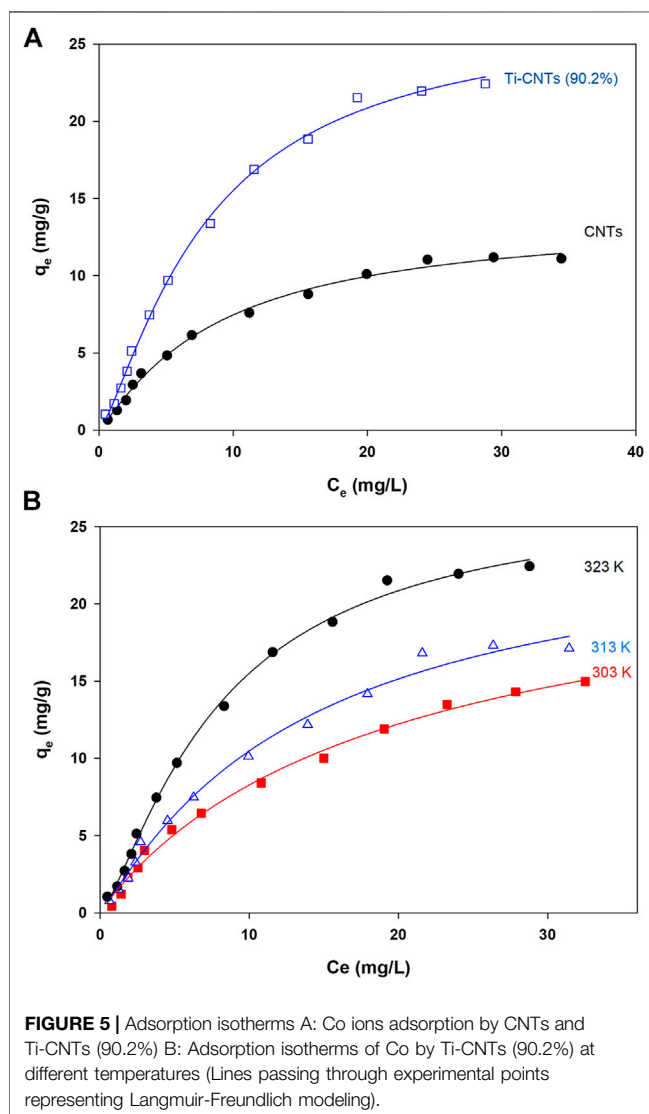 A
25
20
15
10
5
0
qe (mg/g)
Ti-CNTs (90.2%)
CNTs
0 10 20 30 40
Ce (mg/L)
B
25
20
15
10
5
0
qe (mg/g)
323 K
313 K
303 K
0 10 20 30
Ce (mg/L)
FIGURE 5 | Adsorption isotherms A: Co ions adsorption by CNTs and
Ti-CNTs (90.2%) B: Adsorption isotherms of Co by Ti-CNTs (90.2%) at
different temperatures (Lines passing through experimental points
representing Langmuir-Freundlich modeling).